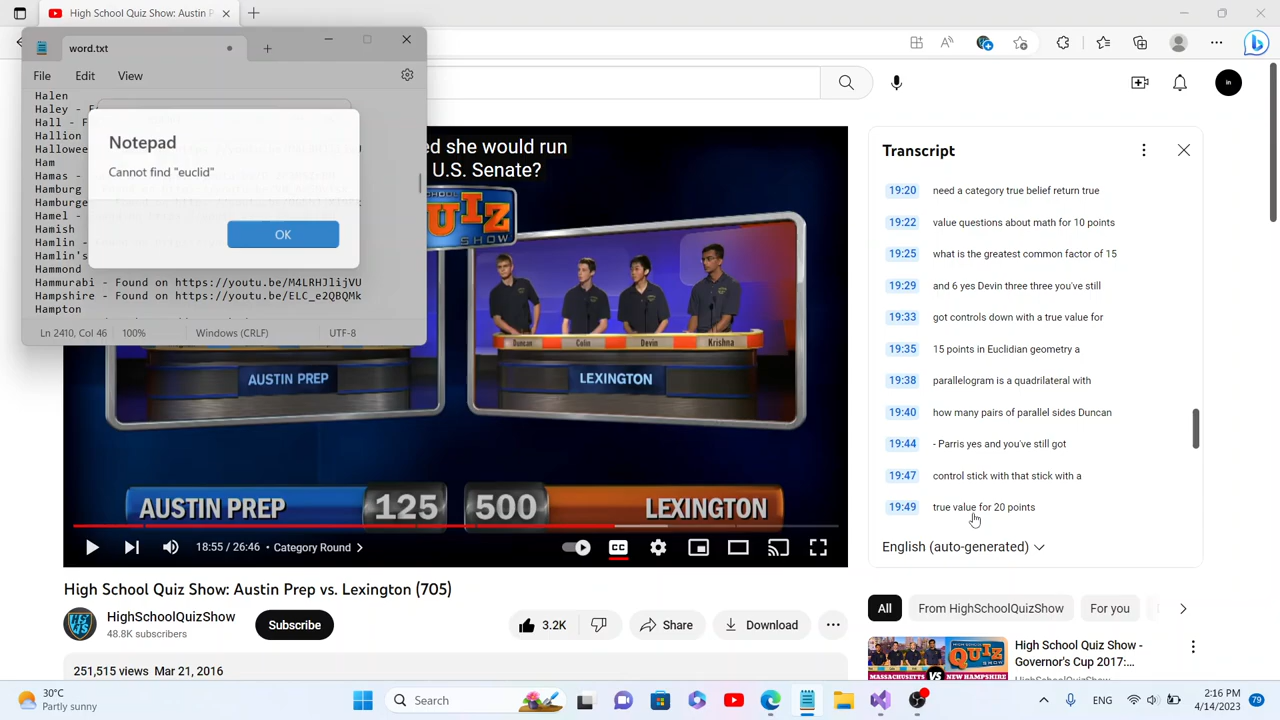 High School Quiz Show: Austin P
word.txt
File Edit View
Halen
Haley - F
Hall - F
Hallion
Hallowee
Ham
Hamas -
Hamburg
Hamburge
Hamel -
Hamish
Hamlin -
Hamlin's
Hammond
Hammurabi - Found on https://youtu.be/M4LRHJlijVU
Hampshire - Found on https://youtu.be/ELC_e2QBQMk
Hampton
Notepad
Cannot find "euclid"
OK
Ln 2410, Col 46 100% Windows (CRLF) UTF-8
in
ed she would run
U.S. Senate?
SCHOOL
QUIZ
SHOW
Duncan Colin Devin Krishna
AUSTIN PREP LEXINGTON
AUSTIN PREP 125 500 LEXINGTON
18:55 / 26:46 • Category Round
CC
High School Quiz Show: Austin Prep vs. Lexington (705)
HighSchoolQuizShow
48.8K subscribers
Subscribe
3.2K
Share
Download
251,515 views Mar 21, 2016
Transcript
19:20 need a category true belief return true
19:22 value questions about math for 10 points
19:25 what is the greatest common factor of 15
19:29 and 6 yes Devin three three you've still
19:33 got controls down with a true value for
19:35 15 points in Euclidian geometry a
19:38 parallelogram is a quadrilateral with
19:40 how many pairs of parallel sides Duncan
19:44 - Parris yes and you've still got
19:47 control stick with that stick with a
19:49 true value for 20 points
English (auto-generated)
All From HighSchoolQuizShow For you
High School Quiz Show -
Governor's Cup 2017:...
HighSchoolQuizShow
QUIZ
MASSACHUSETTS VS NEW HAMPSHIRE
30°C
Partly sunny
Search
ENG
2:16 PM
4/14/2023
79